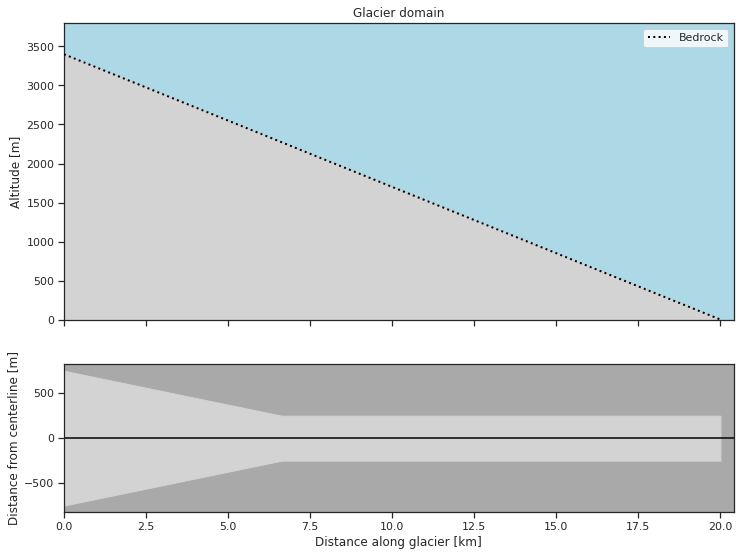 Glacier domain
Bedrock
Altitude [m]
3500
3000
2500
2000
1500
1000
500
0
Distance from centerline [m]
500
0
−500
0.0 2.5 5.0 7.5 10.0 12.5 15.0 17.5 20.0
Distance along glacier [km]